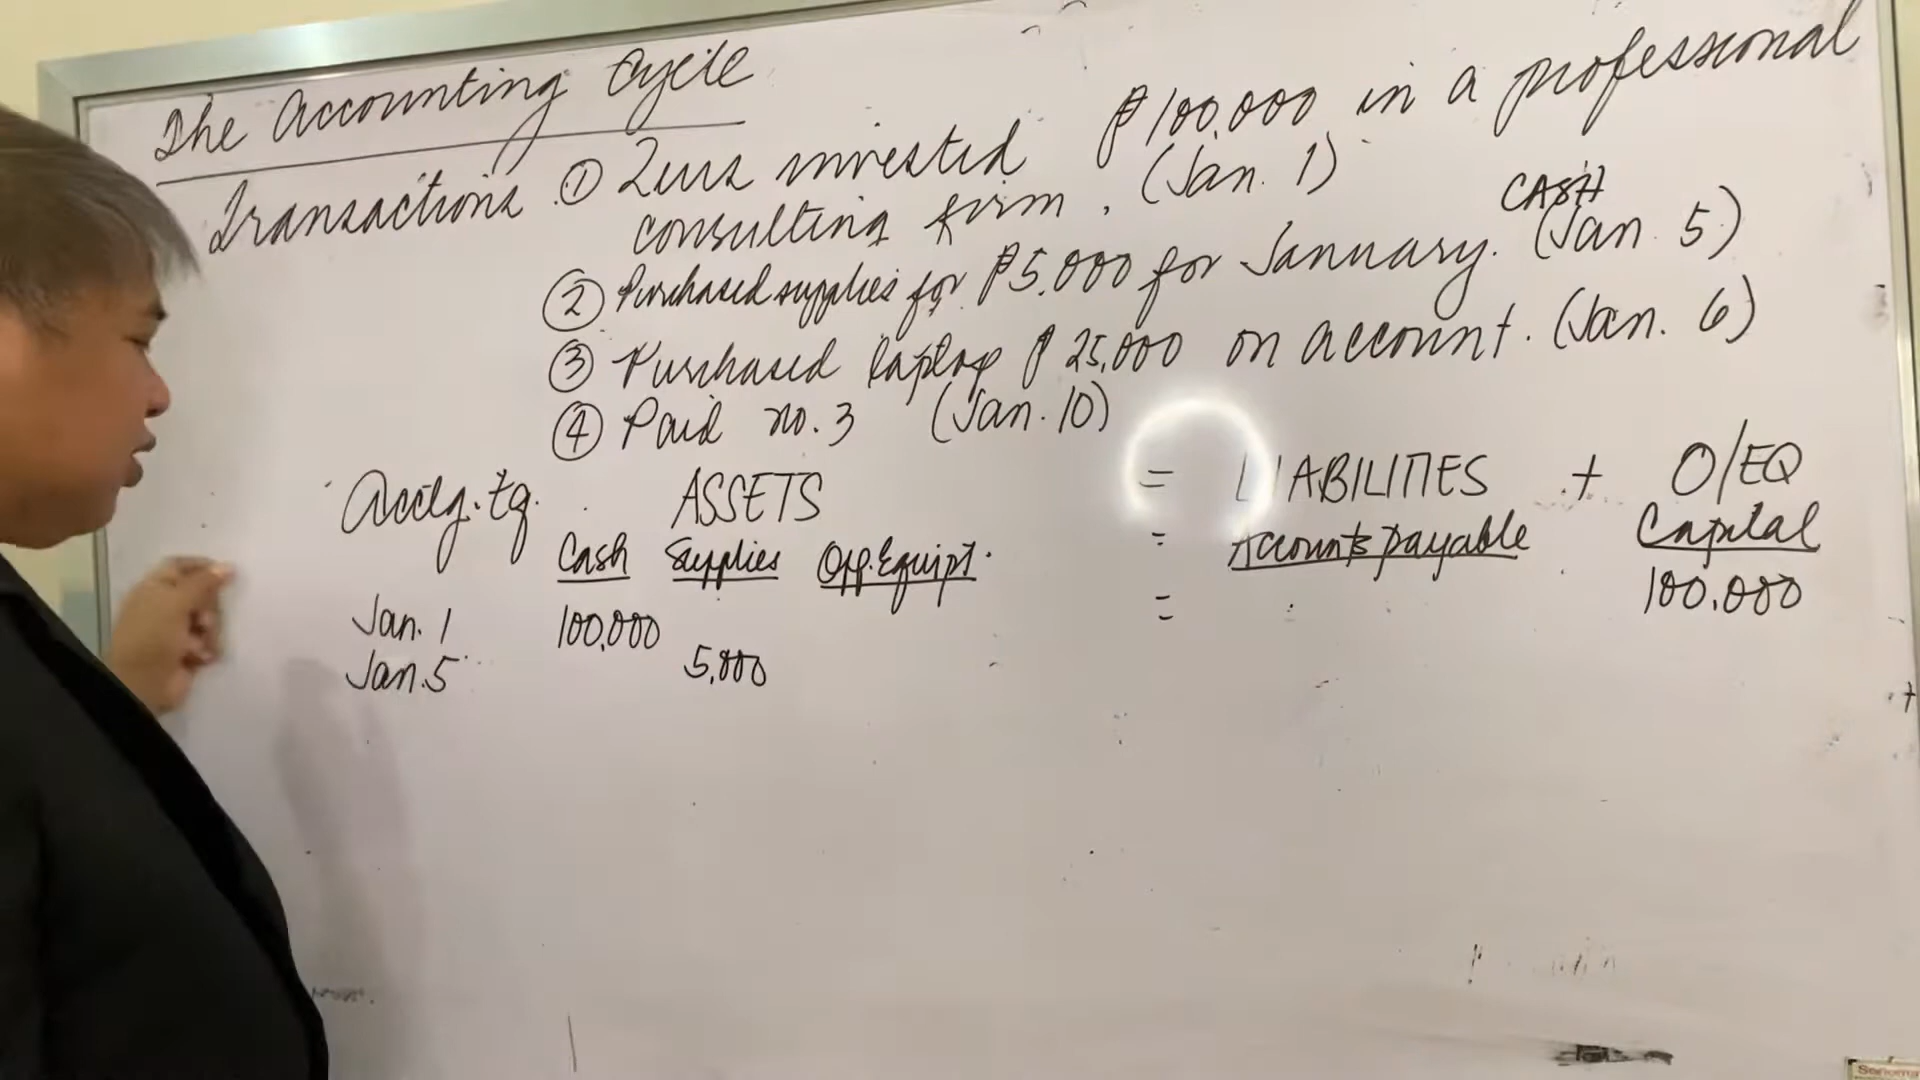 The Accounting Cycle
Transactions ① Zeus invested ₱100,000 in a professional
consulting firm. (Jan. 1)
CASH
② Purchased supplies for ₱5,000 for January. (Jan. 5)
③ Purchased laptop ₱25,000 on account. (Jan. 6)
④ Paid no. 3 (Jan. 10)
Acctg. Eq. ASSETS = LIABILITIES + O/EQ
Cash Supplies Off. Equipt. = Accounts payable Capital
Jan. 1 100,000 = 100,000
Jan. 5 5,000